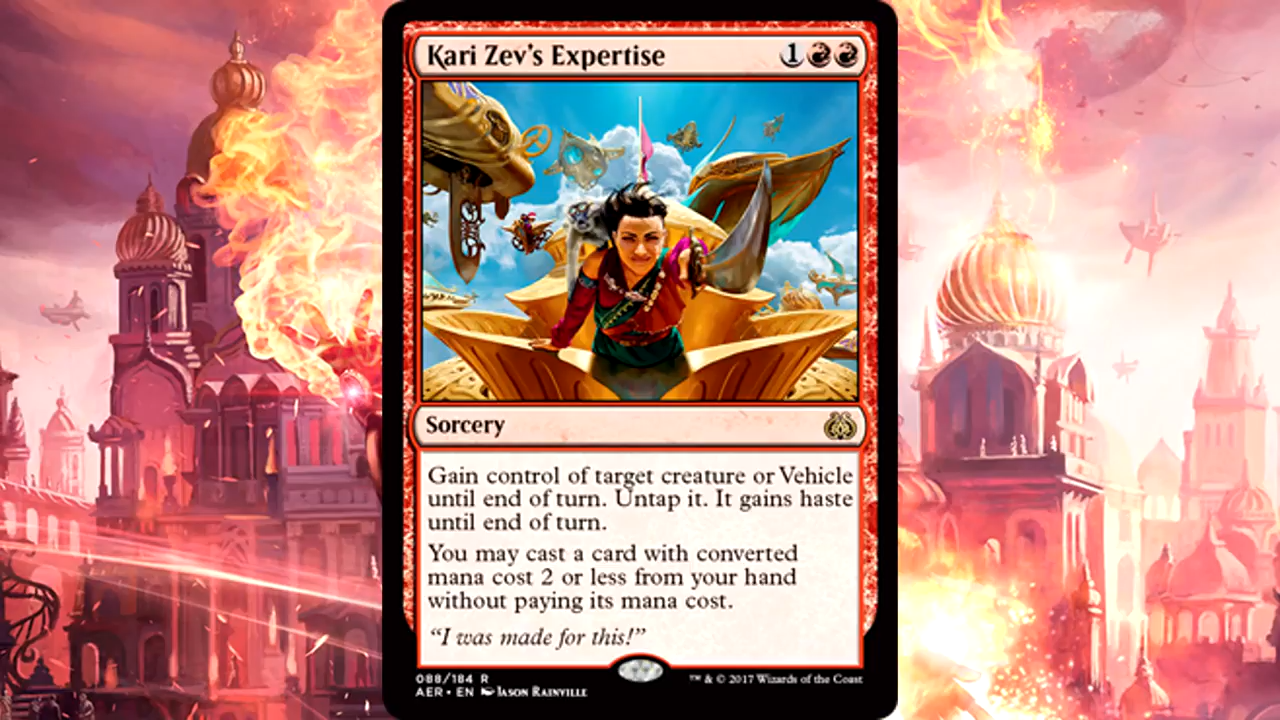 Kari Zev's Expertise 1
Sorcery
Gain control of target creature or Vehicle
until end of turn. Untap it. It gains haste
until end of turn.
You may cast a card with converted
mana cost 2 or less from your hand
without paying its mana cost.
"I was made for this!"
088/184 R
AER • EN Jason Rainville
™ & © 2017 Wizards of the Coast